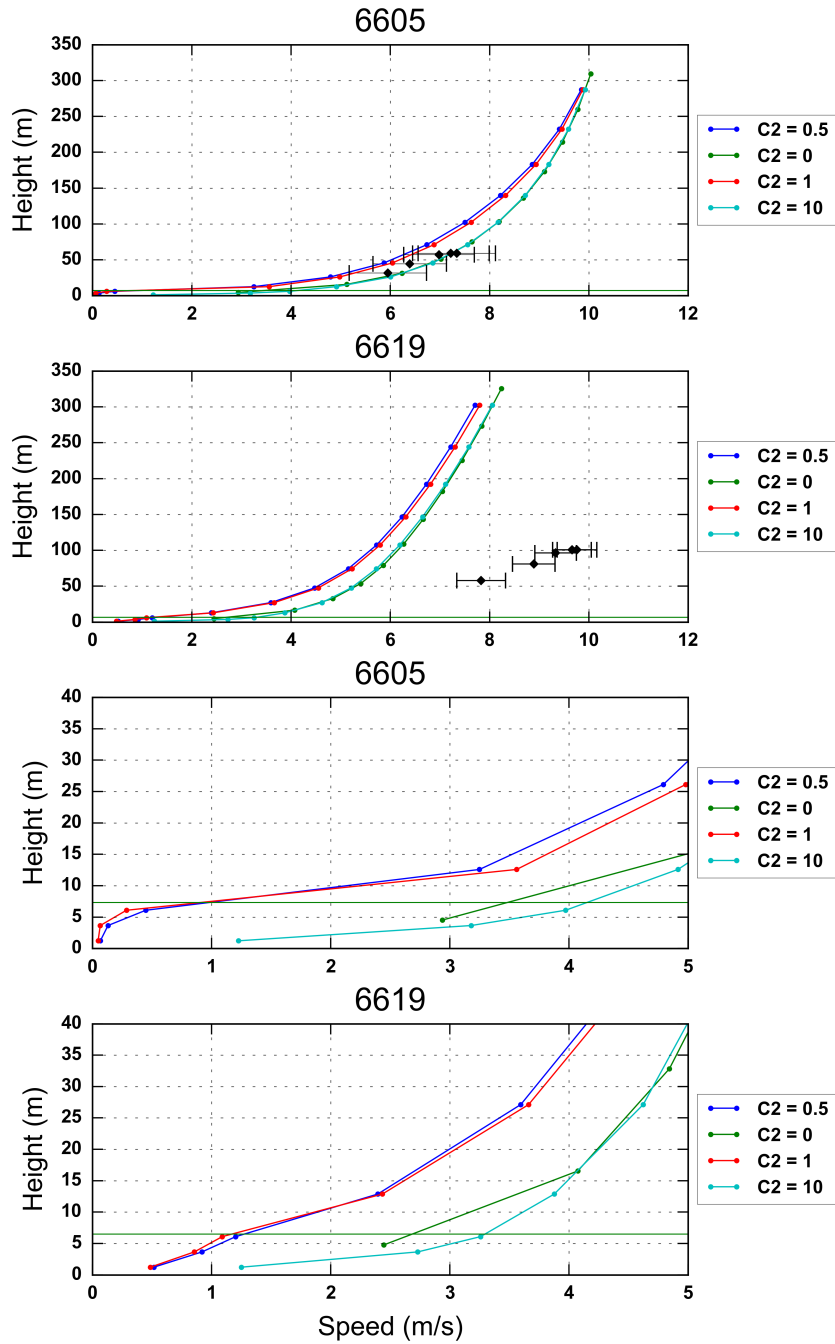 6605
Height (m)
350
300
250
200
150
100
50
0
0 2 4 6 8 10 12
C2 = 0.5
C2 = 0
C2 = 1
C2 = 10
6619
Height (m)
350
300
250
200
150
100
50
0
0 2 4 6 8 10 12
C2 = 0.5
C2 = 0
C2 = 1
C2 = 10
6605
Height (m)
40
35
30
25
20
15
10
5
0
0 1 2 3 4 5
C2 = 0.5
C2 = 0
C2 = 1
C2 = 10
6619
Height (m)
40
35
30
25
20
15
10
5
0
0 1 2 3 4 5
C2 = 0.5
C2 = 0
C2 = 1
C2 = 10
Speed (m/s)